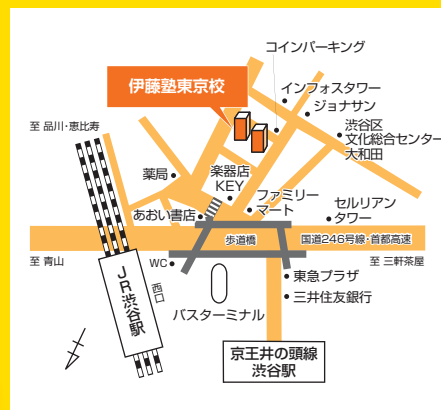 コインパーキング
伊藤塾東京校
インフォスタワー
ジョナサン
至 品川・恵比寿
渋谷区
文化総合センター
大和田
薬局
楽器店
KEY
ファミリー
マート
あおい書店
セルリアン
タワー
歩道橋
国道246号線・首都高速
至 青山
WC
至 三軒茶屋
JR渋谷駅
西口
東急プラザ
三井住友銀行
バスターミナル
京王井の頭線
渋谷駅